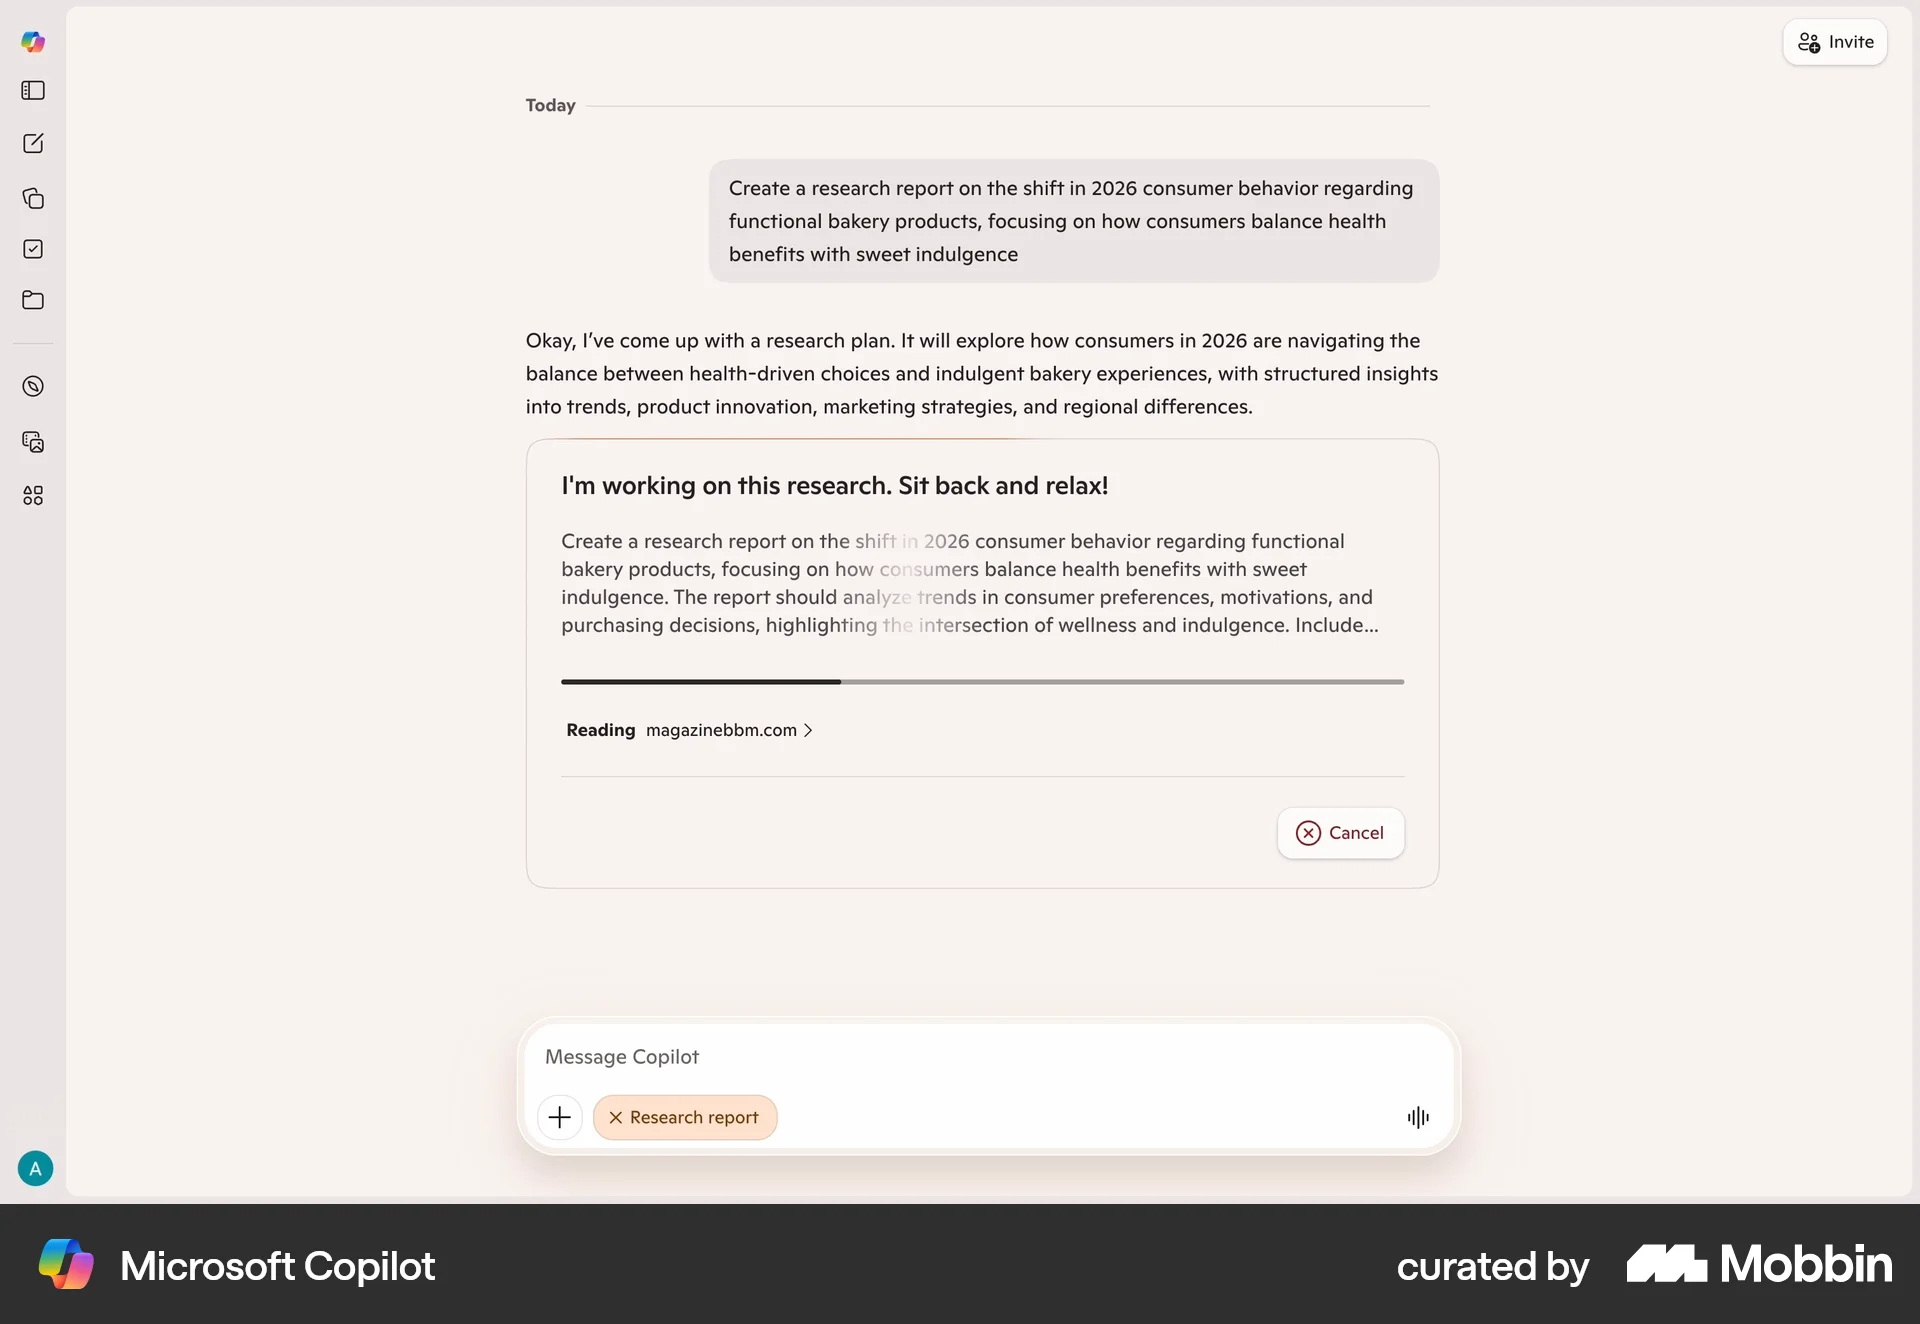 Invite
Today
Create a research report on the shift in 2026 consumer behavior regarding
functional bakery products, focusing on how consumers balance health
benefits with sweet indulgence
Okay, I’ve come up with a research plan. It will explore how consumers in 2026 are navigating the
balance between health-driven choices and indulgent bakery experiences, with structured insights
into trends, product innovation, marketing strategies, and regional differences.
I'm working on this research. Sit back and relax!
Create a research report on the shift in 2026 consumer behavior regarding functional
bakery products, focusing on how consumers balance health benefits with sweet
indulgence. The report should analyze trends in consumer preferences, motivations, and
purchasing decisions, highlighting the intersection of wellness and indulgence. Include...
Reading magazinebbm.com
Cancel
Message Copilot
Research report
A
Microsoft Copilot
curated by Mobbin